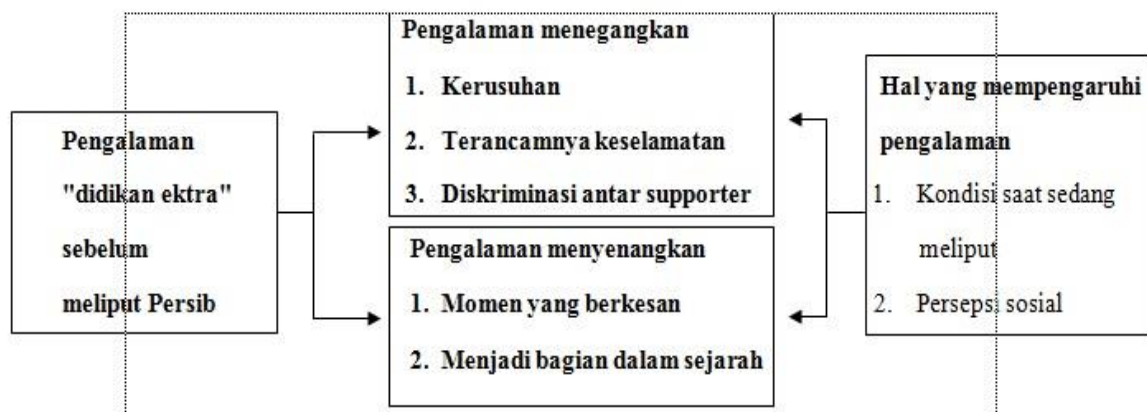 Pengalaman
"didikan ektra"
sebelum
meliput Persib
Pengalaman menegangkan
1. Kerusuhan
2. Terancamnya keselamatan
3. Diskriminasi antar supporter
Pengalaman menyenangkan
1. Momen yang berkesan
2. Menjadi bagian dalam sejarah
Hal yang mempengaruhi
pengalaman
1. Kondisi saat sedang
meliput
2. Persepsi sosial